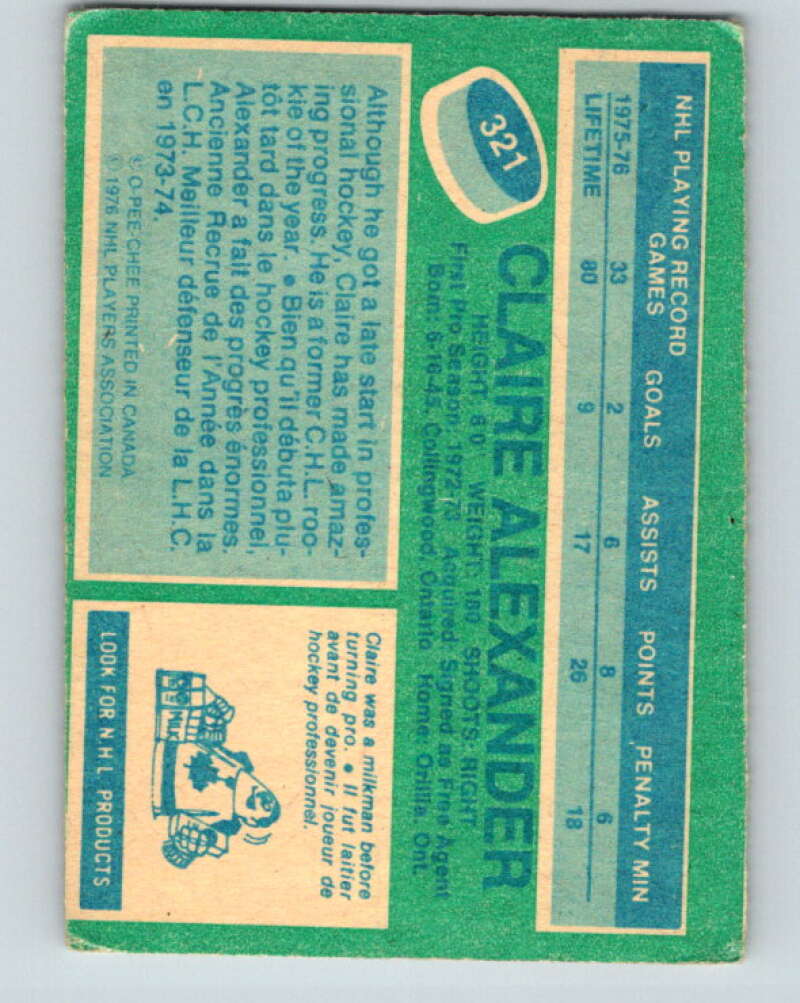 NHL PLAYING RECORD
GAMES GOALS ASSISTS POINTS PENALTY MIN
1975-76 33 2 6 8 6
LIFETIME 80 9 17 26 18
321
CLAIRE ALEXANDER
HEIGHT: 6'0" WEIGHT: 180 SHOOTS: RIGHT
First Pro Season: 1972-73 Acquired: Signed as Free Agent
Born: 6-16-45, Collingwood, Ontario Home: Orillia, Ont.
Although he got a late start in profes-
sional hockey, Claire has made amaz-
ing progress. He is a former C.H.L. roo-
kie of the year. • Bien qu'il débuta plu-
tôt tard dans le hockey professionnel,
Alexander a fait des progrès énormes.
Ancienne Recrue de l'Année dans la
L.C.H. Meilleur défenseur de la L.H.C.
en 1973-74.
© O-PEE-CHEE PRINTED IN CANADA
© 1976 NHL PLAYERS ASSOCIATION
Claire was a milkman before
turning pro. • Il fut laitier
avant de devenir joueur de
hockey professionnel.
MILK
LOOK FOR N.H.L. PRODUCTS